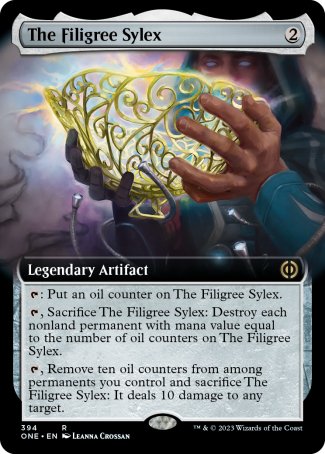 The Filigree Sylex 2
Legendary Artifact
: Put an oil counter on The Filigree Sylex.
, Sacrifice The Filigree Sylex: Destroy each
nonland permanent with mana value equal
to the number of oil counters on The Filigree
Sylex.
, Remove ten oil counters from among
permanents you control and sacrifice The
Filigree Sylex: It deals 10 damage to any
target.
394 R
ONE • EN Leanna Crossan
™ & © 2023 Wizards of the Coast